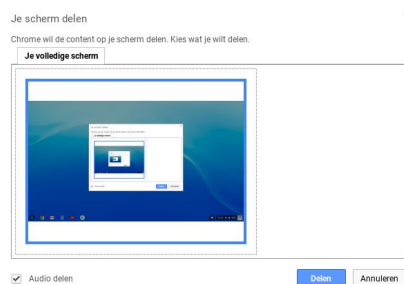 Je scherm delen
Chrome wil de content op je scherm delen. Kies wat je wilt delen.
Je volledige scherm
Audio delen
Delen
Annuleren